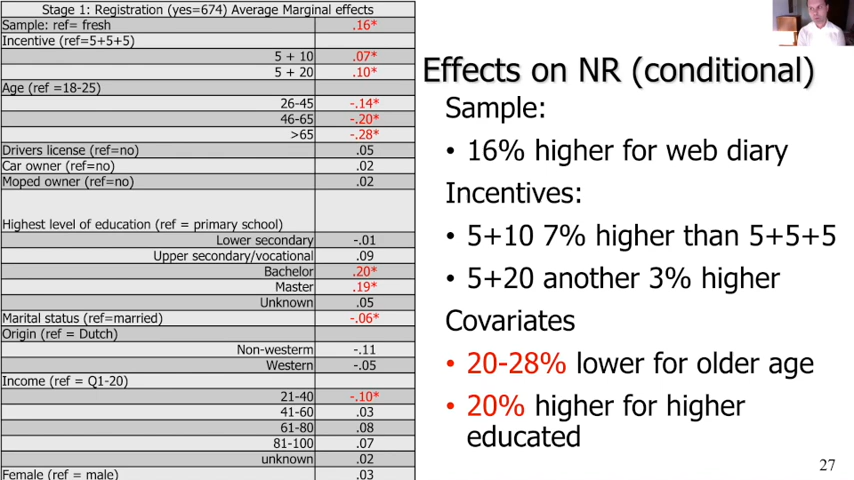 Stage 1: Registration (yes=674) Average Marginal effects
Sample: ref= fresh .16*
Incentive (ref=5+5+5)
5 + 10 .07*
5 + 20 .10*
Age (ref =18-25)
26-45 -.14*
46-65 -.20*
>65 -.28*
Drivers license (ref=no) .05
Car owner (ref=no) .02
Moped owner (ref=no) .02
Highest level of education (ref = primary school)
Lower secondary -.01
Upper secondary/vocational .09
Bachelor .20*
Master .19*
Unknown .05
Marital status (ref=married) -.06*
Origin (ref = Dutch)
Non-westerm -.11
Western -.05
Income (ref = Q1-20)
21-40 -.10*
41-60 .03
61-80 .08
81-100 .07
unknown .02
Female (ref = male) .03
Effects on NR (conditional)
Sample:
• 16% higher for web diary
Incentives:
• 5+10 7% higher than 5+5+5
• 5+20 another 3% higher
Covariates
• 20-28% lower for older age
• 20% higher for higher
educated
27